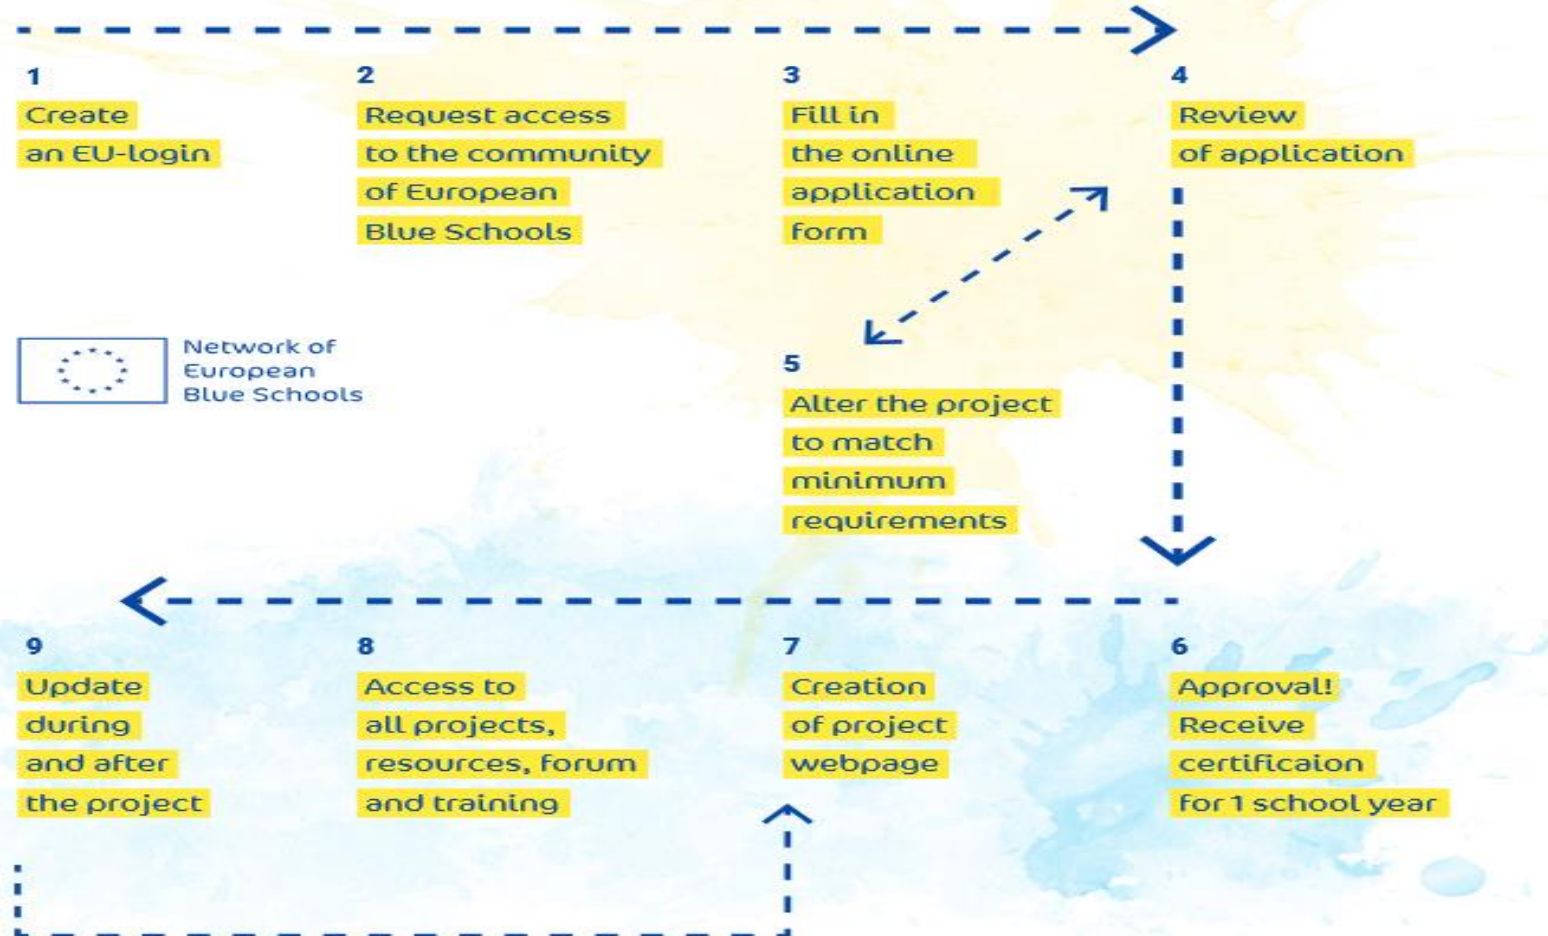 1
Create
an EU-login
2
Request access
to the community
of European
Blue Schools
3
Fill in
the online
application
form
4
Review
of application
Network of
European
Blue Schools
5
Alter the project
to match
minimum
requirements
9
Update
during
and after
the project
8
Access to
all projects,
resources, forum
and training
7
Creation
of project
webpage
6
Approval!
Receive
certificaion
for 1 school year